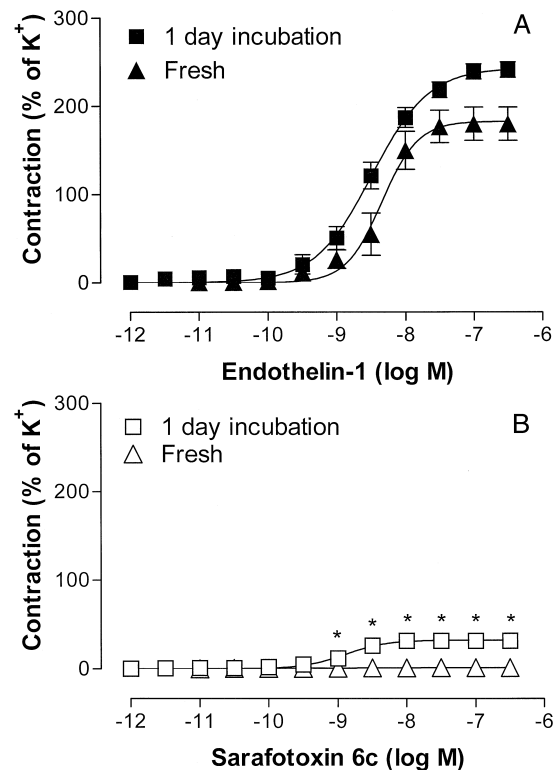 A
1 day incubation
Fresh
Contraction (% of K+)
300
200
100
0
-12 -11 -10 -9 -8 -7 -6
Endothelin-1 (log M)
B
1 day incubation
Fresh
Contraction (% of K+)
300
200
100
0
* * * * * *
-12 -11 -10 -9 -8 -7 -6
Sarafotoxin 6c (log M)